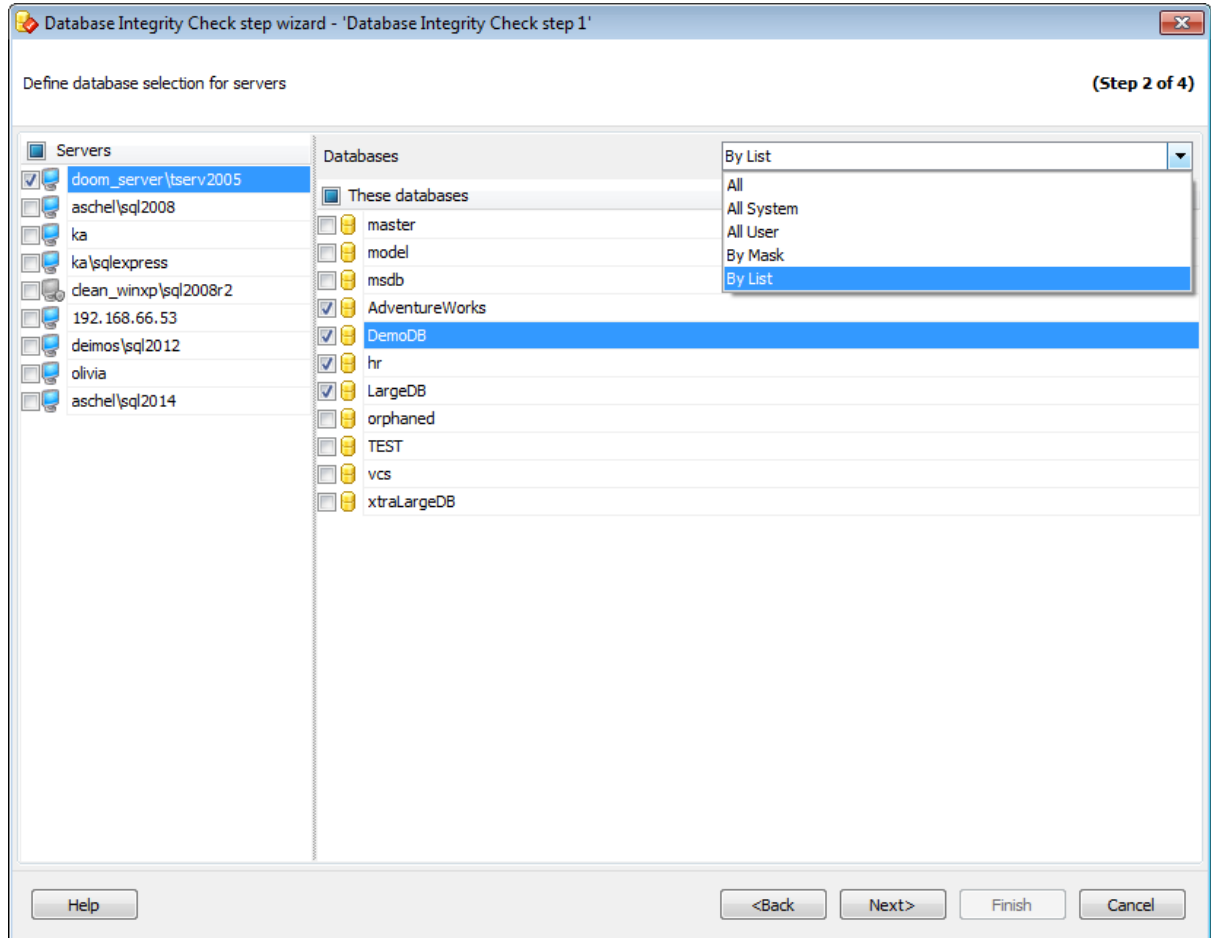 Database Integrity Check step wizard - 'Database Integrity Check step 1'
Define database selection for servers
(Step 2 of 4)
Servers
doom_server\tserv2005
aschel\sql2008
ka
ka\sqlexpress
clean_winxp\sql2008r2
192.168.66.53
deimos\sql2012
olivia
aschel\sql2014
Databases
By List
All
All System
All User
By Mask
By List
These databases
master
model
msdb
AdventureWorks
DemoDB
hr
LargeDB
orphaned
TEST
vcs
xtraLargeDB
Help
<Back
Next>
Finish
Cancel